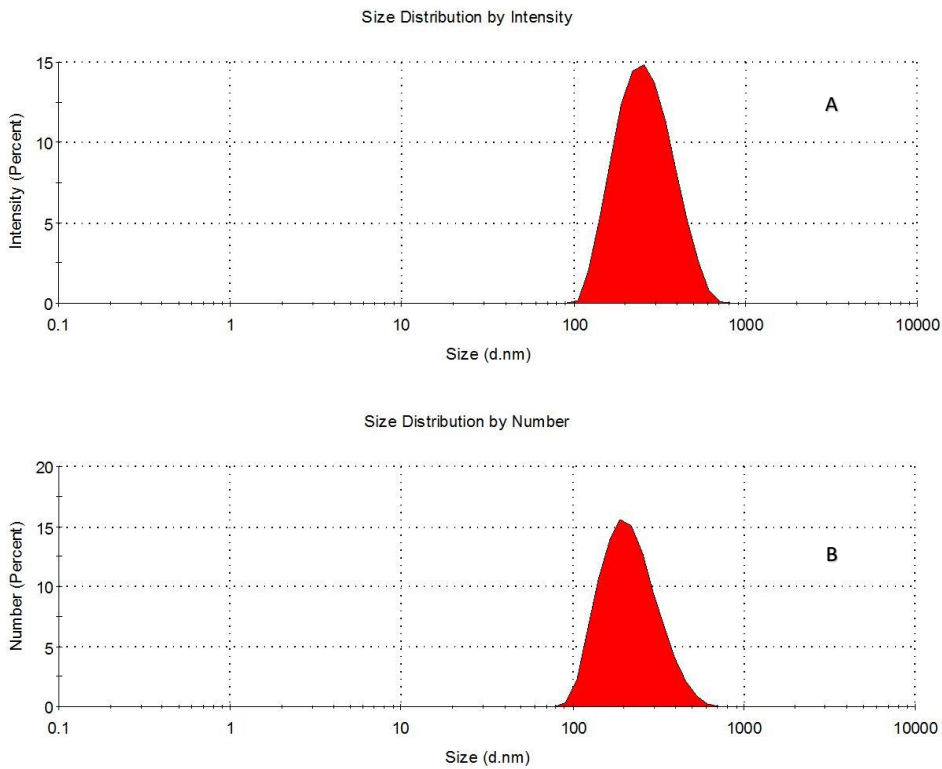 Size Distribution by Intensity
15
10
5
0
Intensity (Percent)
A
0.1 1 10 100 1000 10000
Size (d.nm)
Size Distribution by Number
20
15
10
5
0
Number (Percent)
B
0.1 1 10 100 1000 10000
Size (d.nm)